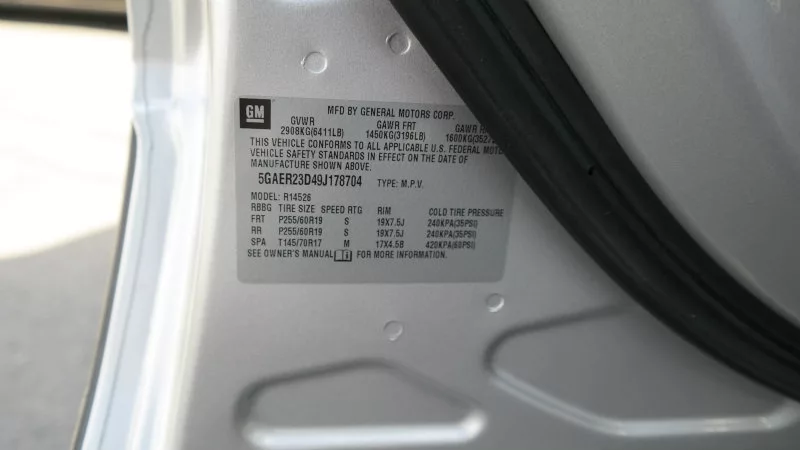 GM
MFD BY GENERAL MOTORS CORP.
GVWR GAWR FRT GAWR
2908KG(6411LB) 1450KG(3196LB)
THIS VEHICLE CONFORMS TO ALL APPLICABLE U.S. FEDERAL
VEHICLE SAFETY STANDARDS IN EFFECT ON THE DATE OF
MANUFACTURE SHOWN ABOVE.
5GAER23D49J178704 TYPE: M.P.V.
MODEL: R14526
RBBG TIRE SIZE SPEED RTG RIM COLD TIRE PRESSURE
FRT P255/60R19 S 19X7.5J 240KPA(35PSI)
RR P255/60R19 S 19X7.5J 240KPA(35PSI)
SPA T145/70R17 M 17X4.5B 420KPA(60PSI)
SEE OWNER'S MANUAL FOR MORE INFORMATION.